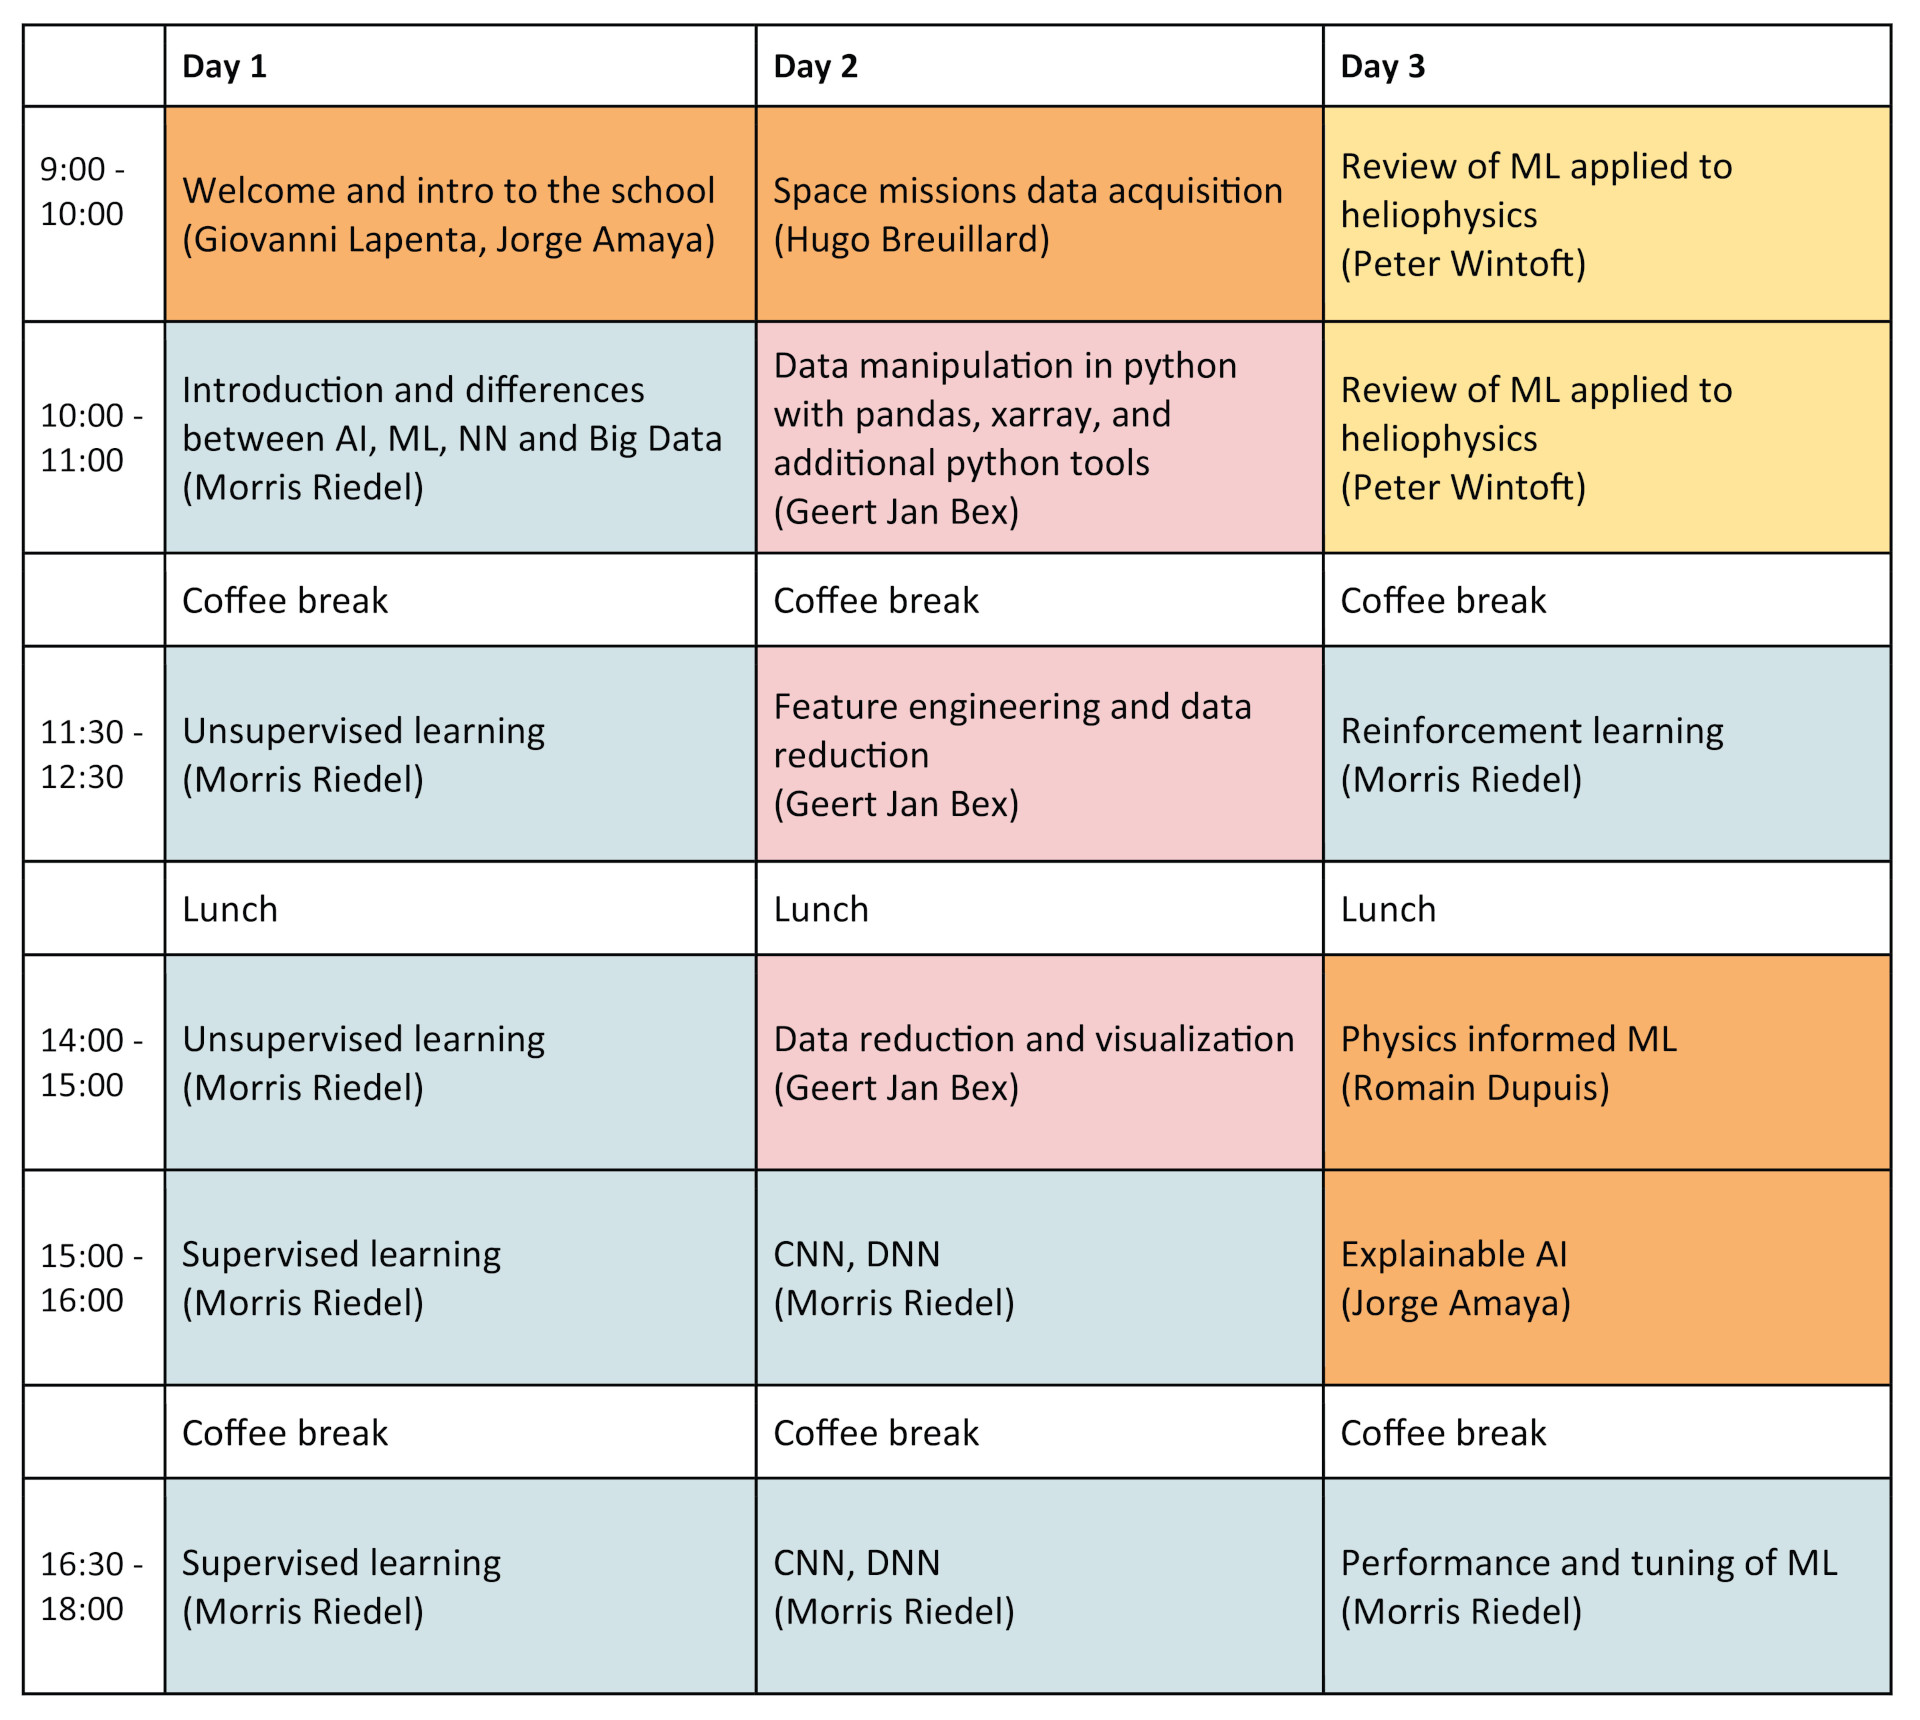 Day 1
Day 2
Day 3
9:00 -
10:00
Welcome and intro to the school
(Giovanni Lapenta, Jorge Amaya)
Space missions data acquisition
(Hugo Breuillard)
Review of ML applied to
heliophysics
(Peter Wintoft)
10:00 -
11:00
Introduction and differences
between AI, ML, NN and Big Data
(Morris Riedel)
Data manipulation in python
with pandas, xarray, and
additional python tools
(Geert Jan Bex)
Review of ML applied to
heliophysics
(Peter Wintoft)
Coffee break
Coffee break
Coffee break
11:30 -
12:30
Unsupervised learning
(Morris Riedel)
Feature engineering and data
reduction
(Geert Jan Bex)
Reinforcement learning
(Morris Riedel)
Lunch
Lunch
Lunch
14:00 -
15:00
Unsupervised learning
(Morris Riedel)
Data reduction and visualization
(Geert Jan Bex)
Physics informed ML
(Romain Dupuis)
15:00 -
16:00
Supervised learning
(Morris Riedel)
CNN, DNN
(Morris Riedel)
Explainable AI
(Jorge Amaya)
Coffee break
Coffee break
Coffee break
16:30 -
18:00
Supervised learning
(Morris Riedel)
CNN, DNN
(Morris Riedel)
Performance and tuning of ML
(Morris Riedel)